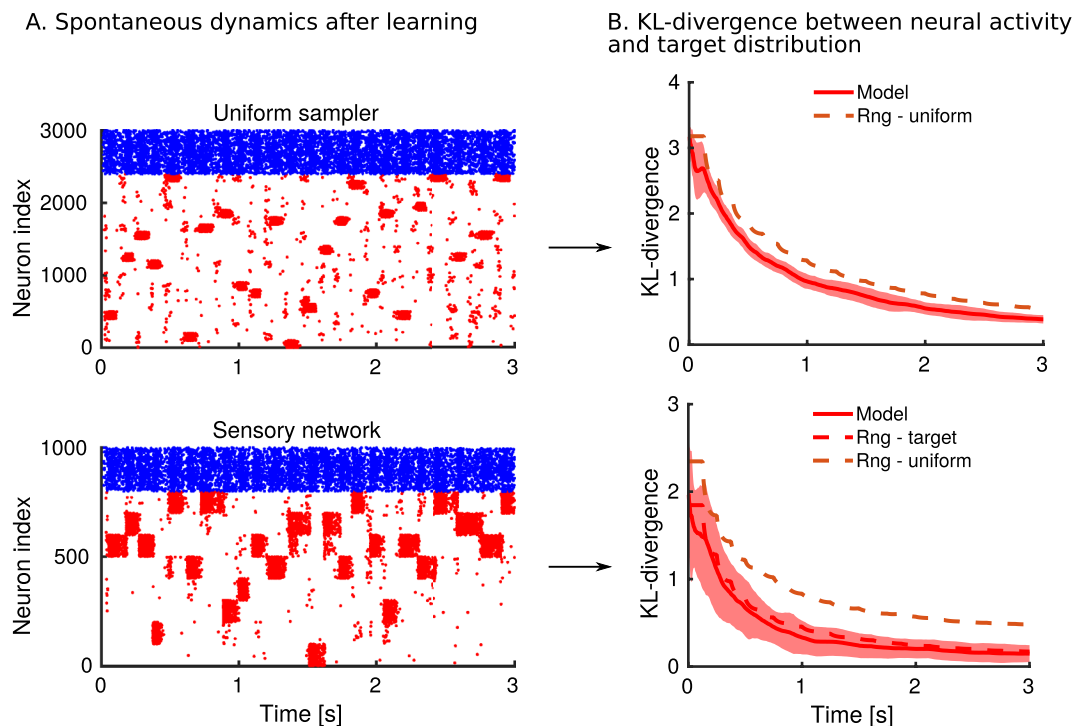 A. Spontaneous dynamics after learning
B. KL-divergence between neural activity
and target distribution
Uniform sampler
Neuron index
3000
2000
1000
0
0 1 2 3
KL-divergence
4
3
2
1
0
Model
Rng - uniform
0 1 2 3
Sensory network
Neuron index
1000
500
0
0 1 2 3
Time [s]
KL-divergence
3
2
1
0
Model
Rng - target
Rng - uniform
0 1 2 3
Time [s]